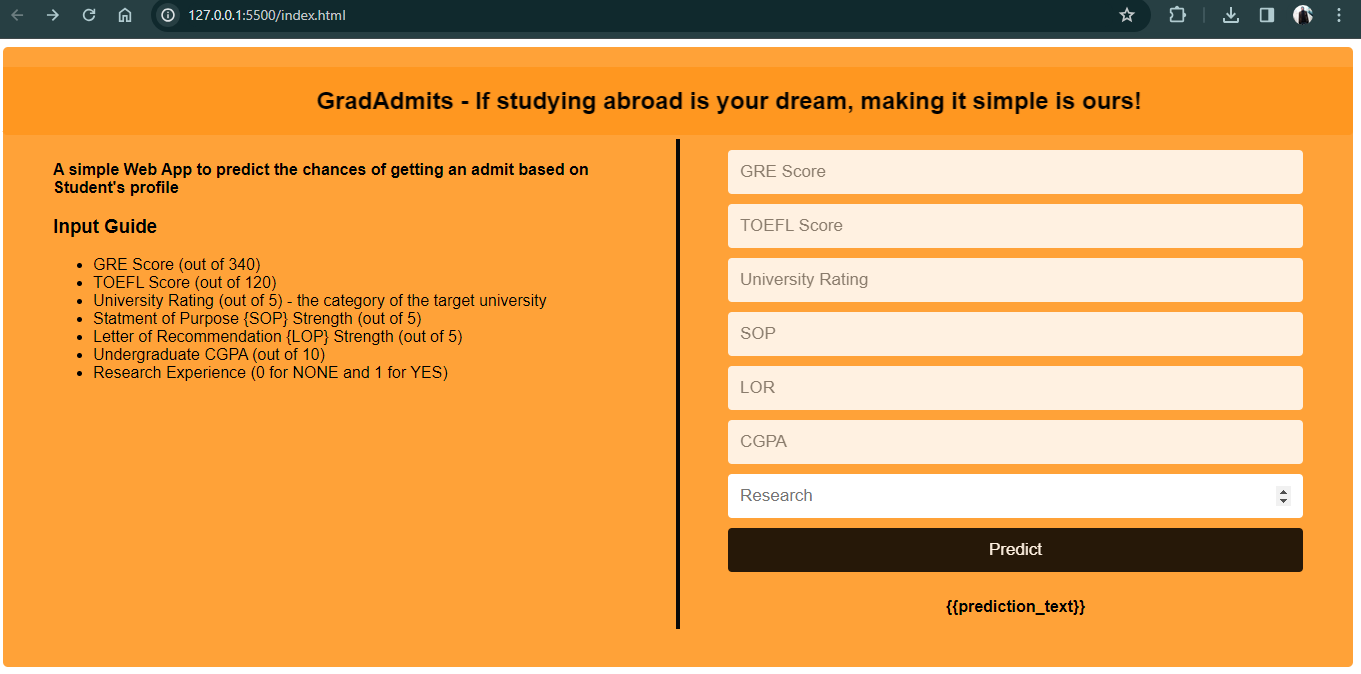 127.0.0.1:5500/index.html
GradAdmits - If studying abroad is your dream, making it simple is ours!
A simple Web App to predict the chances of getting an admit based on
Student's profile
Input Guide
• GRE Score (out of 340)
• TOEFL Score (out of 120)
• University Rating (out of 5) - the category of the target university
• Statment of Purpose {SOP} Strength (out of 5)
• Letter of Recommendation {LOP} Strength (out of 5)
• Undergraduate CGPA (out of 10)
• Research Experience (0 for NONE and 1 for YES)
GRE Score
TOEFL Score
University Rating
SOP
LOR
CGPA
Research
Predict
{{prediction_text}}